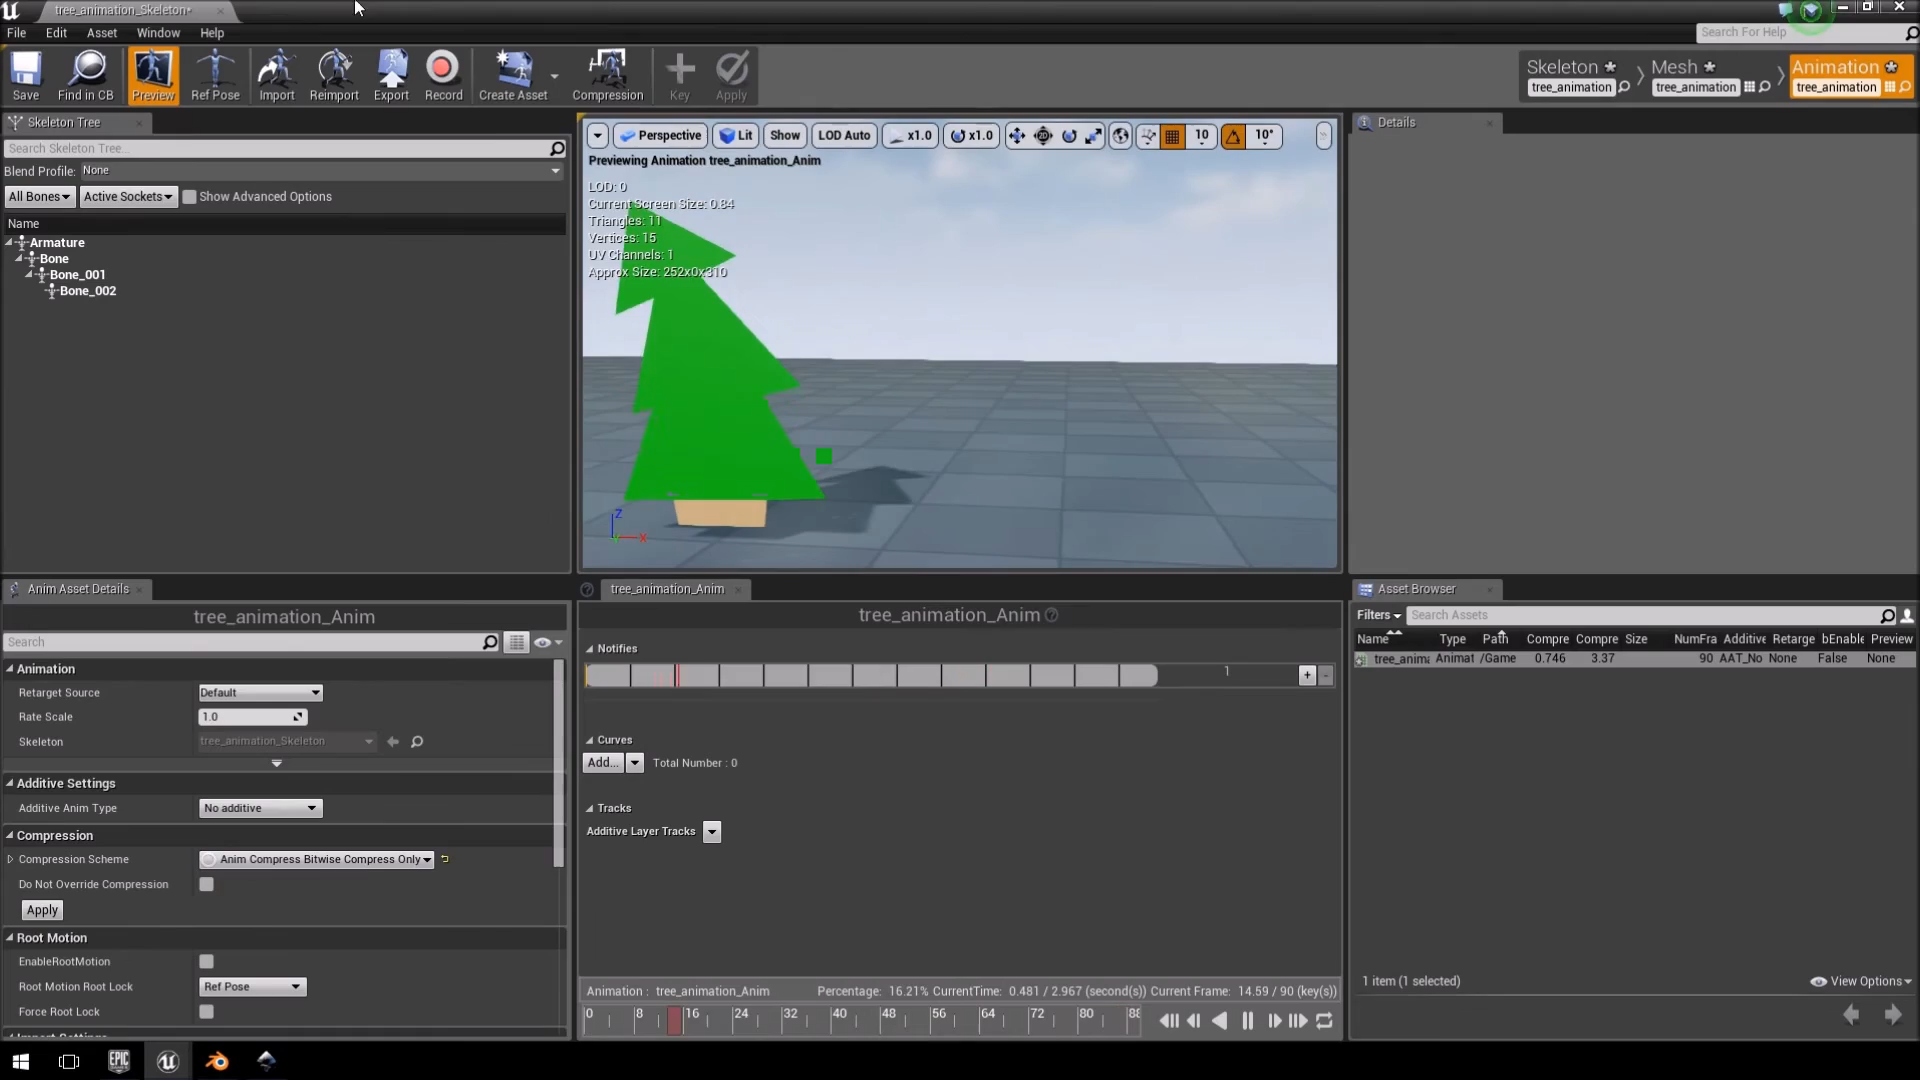 tree_animation_Skeleton*
File Edit Asset Window Help
Search For Help
Save
Find in CB
Preview
Ref Pose
Import
Reimport
Export
Record
Create Asset
Compression
Key
Apply
Skeleton
tree_animation
Mesh
tree_animation
Animation
tree_animation
Skeleton Tree
Search Skeleton Tree...
Blend Profile: None
All Bones
Active Sockets
Show Advanced Options
Name
Armature
Bone
Bone_001
Bone_002
Perspective
Lit
Show
LOD Auto
x1.0
x1.0
10
10°
Previewing Animation tree_animation_Anim
LOD: 0
Current Screen Size: 0.84
Triangles: 11
Vertices: 15
UV Channels: 1
Approx Size: 252x0x310
Z
X
Details
Anim Asset Details
tree_animation_Anim
Search
Animation
Retarget Source Default
Rate Scale 1.0
Skeleton tree_animation_Skeleton
Additive Settings
Additive Anim Type No additive
Compression
Compression Scheme Anim Compress Bitwise Compress Only
Do Not Override Compression
Apply
Root Motion
EnableRootMotion
Root Motion Root Lock Ref Pose
Force Root Lock
tree_animation_Anim
tree_animation_Anim
Notifies
1
+ -
Curves
Add... Total Number : 0
Tracks
Additive Layer Tracks
Animation : tree_animation_Anim Percentage: 16.21% CurrentTime: 0.481 / 2.967 (second(s)) Current Frame: 14.59 / 90 (key(s))
0 8 16 24 32 40 48 56 64 72 80 88
Asset Browser
Filters Search Assets
Name Type Path Compre Compre Size NumFra Additive Retarge bEnable Preview
tree_anima Animat /Game 0.746 3.37 90 AAT_No None False None
1 item (1 selected)
View Options
EPIC